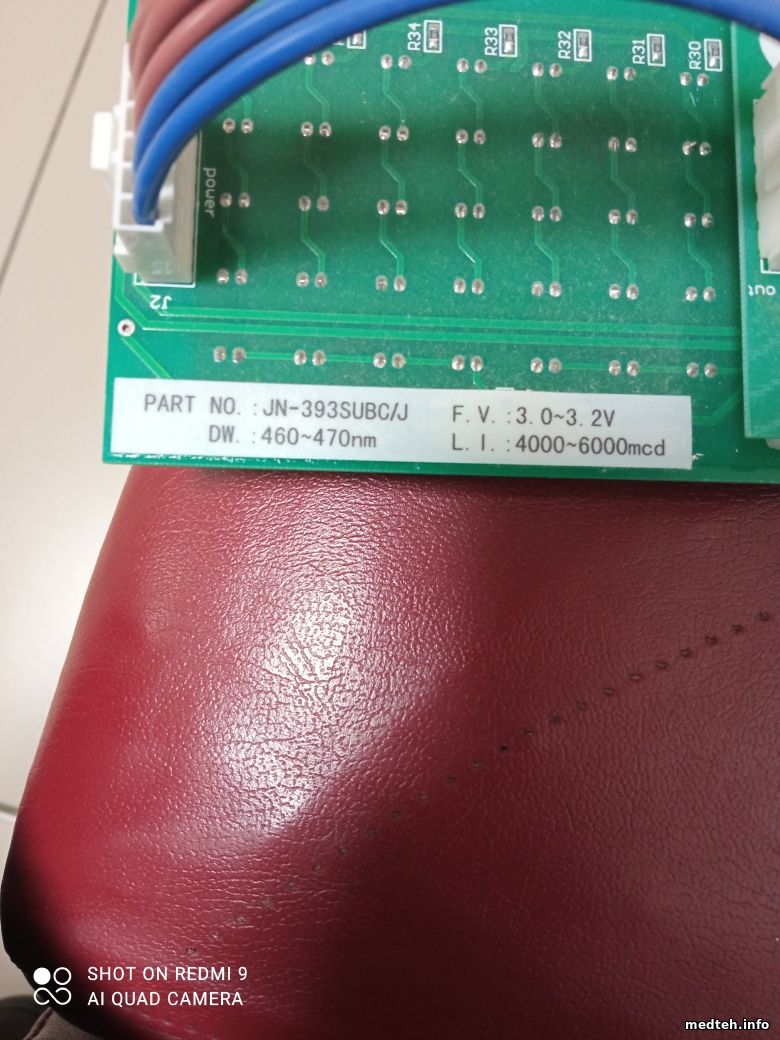 R34
R33
R32
R31
R30
power
J2
out
PART NO. :JN-393SUBC/J F.V. :3.0~3.2V
DW. :460~470nm L.I. :4000~6000mcd
SHOT ON REDMI 9
AI QUAD CAMERA
medteh.info